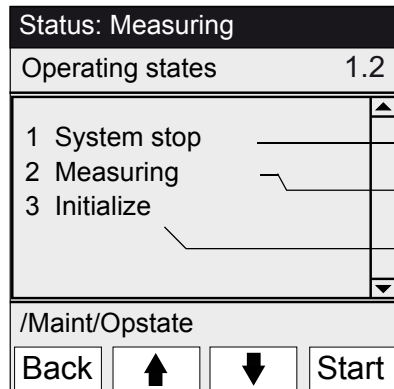 Status: Measuring
Operating states 1.2
1 System stop
2 Measuring
3 Initialize
/Maint/Opstate
Back Start